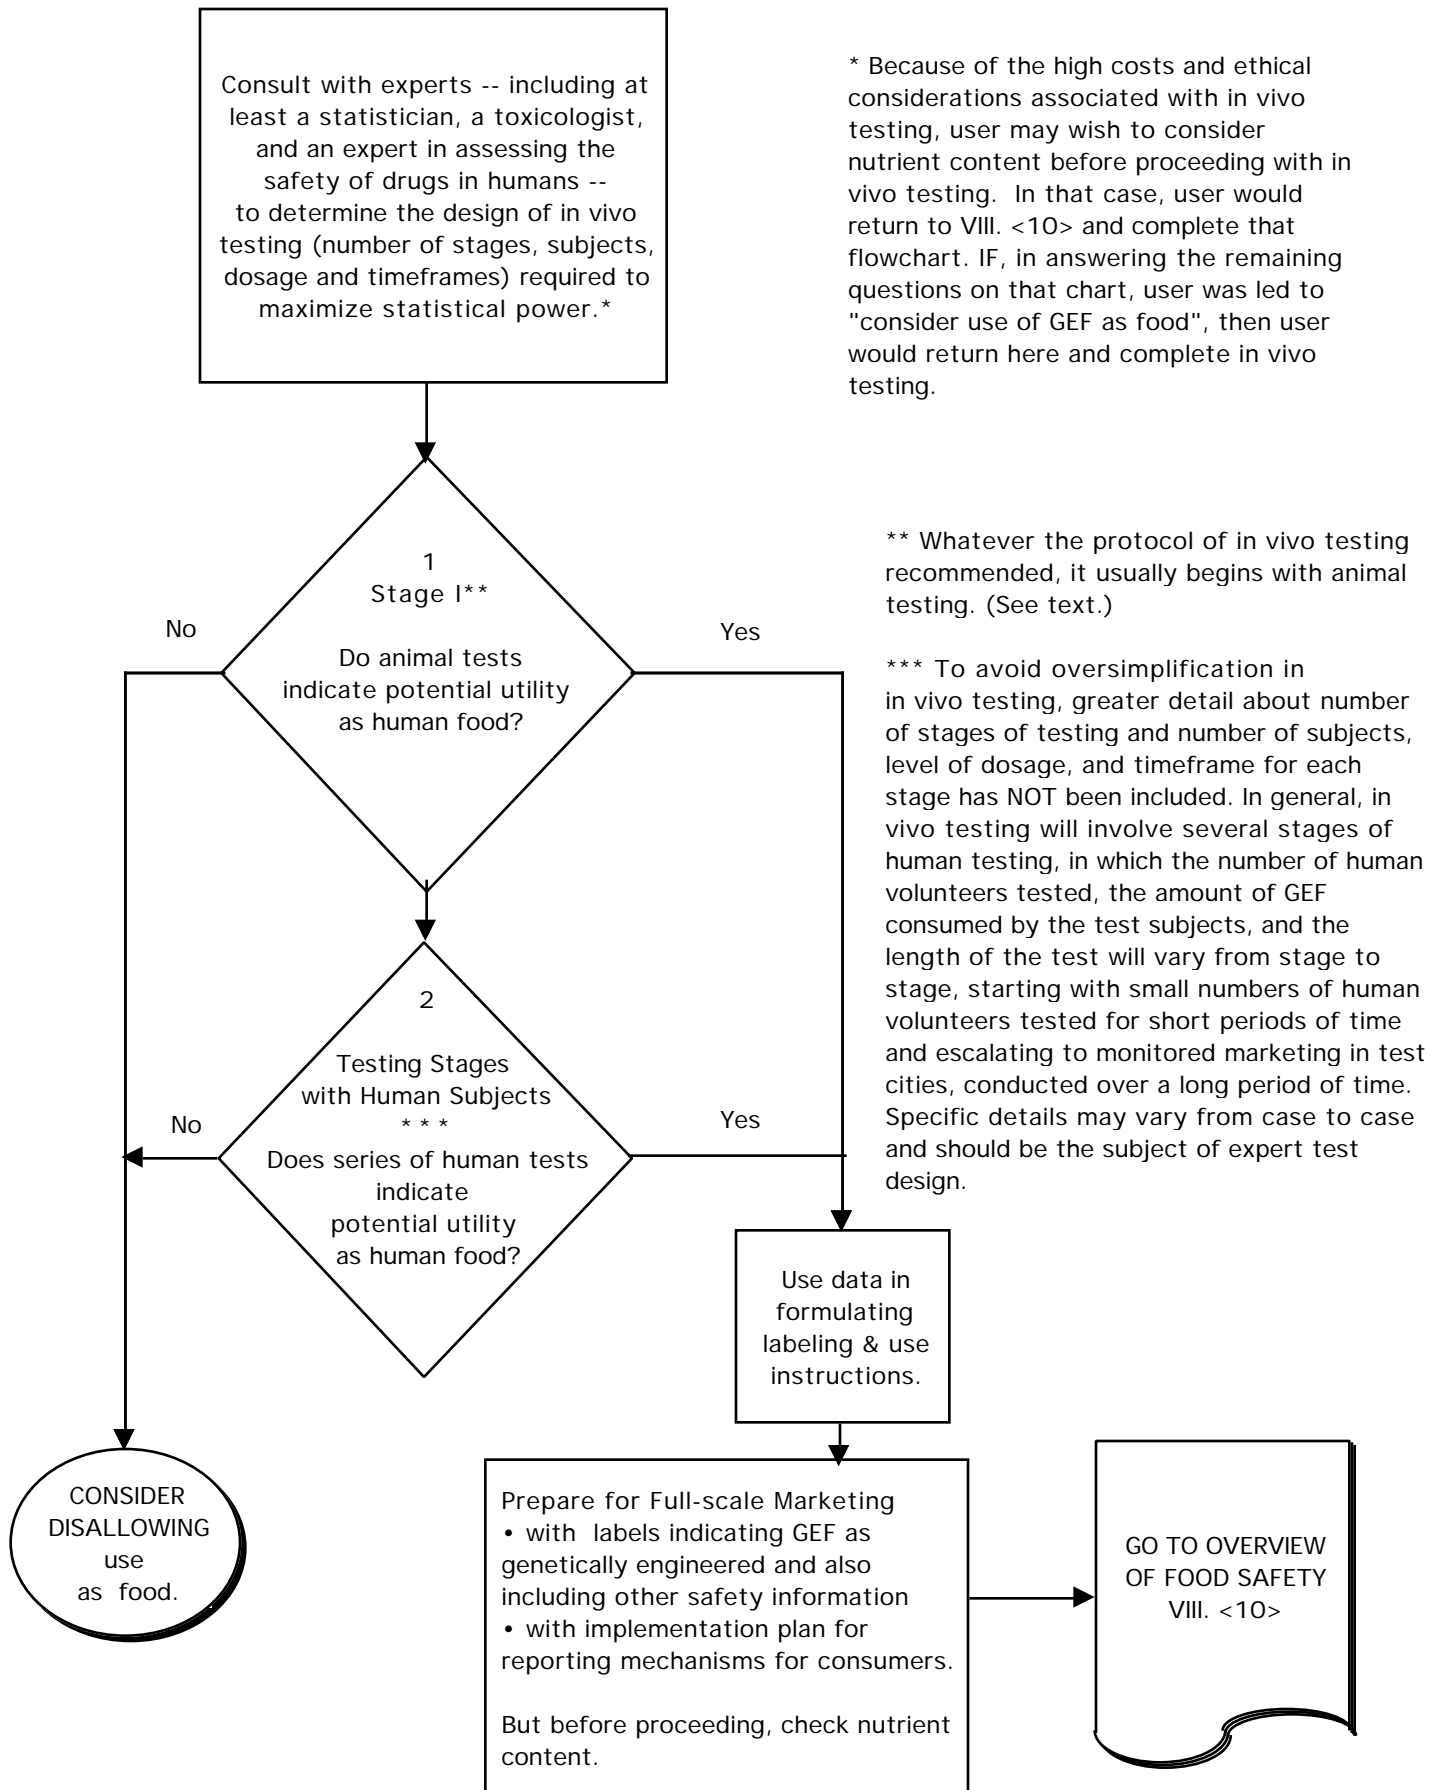 Consult with experts -- including at
least a statistician, a toxicologist,
and an expert in assessing the
safety of drugs in humans --
to determine the design of in vivo
testing (number of stages, subjects,
dosage and timeframes) required to
maximize statistical power.*
* Because of the high costs and ethical
considerations associated with in vivo
testing, user may wish to consider
nutrient content before proceeding with in
vivo testing.  In that case, user would
return to VIII. <10> and complete that
flowchart. IF, in answering the remaining
questions on that chart, user was led to
"consider use of GEF as food", then user
would return here and complete in vivo
testing.
1
Stage I**
No
Yes
Do animal tests
indicate potential utility
as human food?
** Whatever the protocol of in vivo testing
recommended, it usually begins with animal
testing. (See text.)
*** To avoid oversimplification in
in vivo testing, greater detail about number
of stages of testing and number of subjects,
level of dosage, and timeframe for each
stage has NOT been included. In general, in
vivo testing will involve several stages of
human testing, in which the number of human
volunteers tested, the amount of GEF
consumed by the test subjects, and the
length of the test will vary from stage to
stage, starting with small numbers of human
volunteers tested for short periods of time
and escalating to monitored marketing in test
cities, conducted over a long period of time.
Specific details may vary from case to case
and should be the subject of expert test
design.
2
Testing Stages
with Human Subjects
* * *
No
Yes
Does series of human tests
indicate
potential utility
as human food?
Use data in
formulating
labeling & use
instructions.
CONSIDER
DISALLOWING
use
as  food.
Prepare for Full-scale Marketing
• with  labels indicating GEF as
genetically engineered and also
including other safety information
• with implementation plan for
reporting mechanisms for consumers.
But before proceeding, check nutrient
content.
GO TO OVERVIEW
OF FOOD SAFETY
VIII. <10>